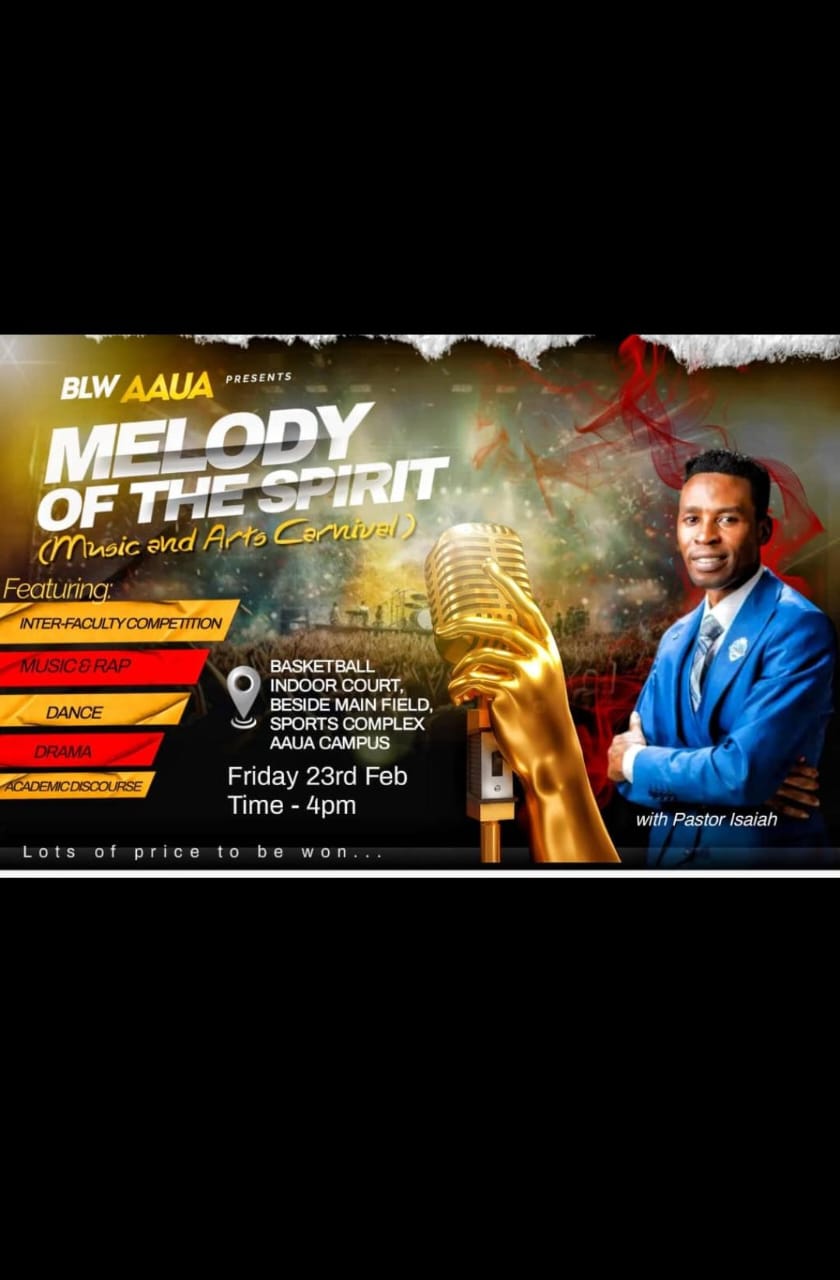 BLW AAUA PRESENTS
MELODY
OF THE SPIRIT
(Music and Arts Carnival)
Featuring:
INTER-FACULTY COMPETITION
MUSIC & RAP
DANCE
DRAMA
ACADEMIC DISCOURSE
BASKETBALL
INDOOR COURT,
BESIDE MAIN FIELD,
SPORTS COMPLEX
AAUA CAMPUS
Friday 23rd Feb
Time - 4pm
with Pastor Isaiah
Lots of price to be won...